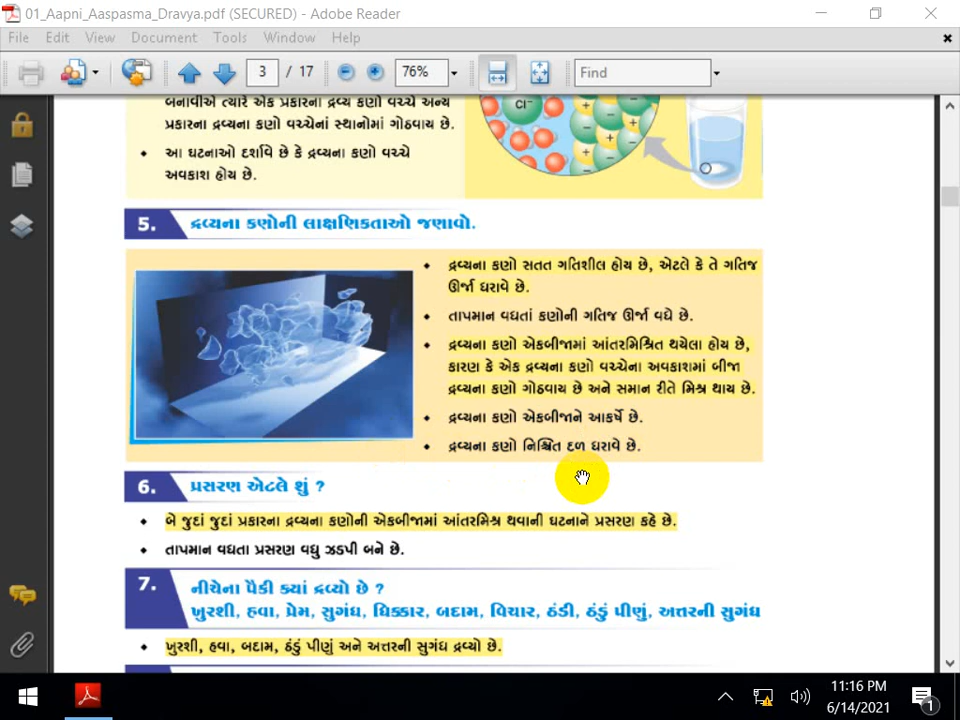 01_Aapni_Aaspasma_Dravya.pdf (SECURED) - Adobe Reader
File Edit View Document Tools Window Help
3 / 17 76% Find
બનાવીએ ત્યારે એક પ્રકારના દ્રવ્ય કણો વચ્ચે અન્ય
પ્રકારના દ્રવ્યના કણો વચ્ચેનાં સ્થાનોમાં ગોઠવાય છે.
• આ ઘટનાઓ દર્શાવે છે કે દ્રવ્યના કણો વચ્ચે
અવકાશ હોય છે.
Cl⁻
5. દ્રવ્યના કણોની લાક્ષણિકતાઓ જણાવો.
• દ્રવ્યના કણો સતત ગતિશીલ હોય છે, એટલે કે તે ગતિજ
ઊર્જા ધરાવે છે.
• તાપમાન વધતાં કણોની ગતિજ ઊર્જા વધે છે.
• દ્રવ્યના કણો એકબીજામાં આંતરમિશ્રિત થયેલા હોય છે,
કારણ કે એક દ્રવ્યના કણો વચ્ચેના અવકાશમાં બીજા
દ્રવ્યના કણો ગોઠવાય છે અને સમાન રીતે મિશ્ર થાય છે.
• દ્રવ્યના કણો એકબીજાને આકર્ષે છે.
• દ્રવ્યના કણો નિશ્ચિત દળ ધરાવે છે.
6. પ્રસરણ એટલે શું ?
• બે જુદાં જુદાં પ્રકારના દ્રવ્યના કણોની એકબીજામાં આંતરમિશ્ર થવાની ઘટનાને પ્રસરણ કહે છે.
• તાપમાન વધતા પ્રસરણ વધુ ઝડપી બને છે.
7. નીચેના પૈકી ક્યાં દ્રવ્યો છે ?
ખુરશી, હવા, પ્રેમ, સુગંધ, ધિક્કાર, બદામ, વિચાર, ઠંડી, ઠંડું પીણું, અત્તરની સુગંધ
• ખુરશી, હવા, બદામ, ઠંડું પીણું અને અત્તરની સુગંધ દ્રવ્યો છે.
11:16 PM
6/14/2021
1